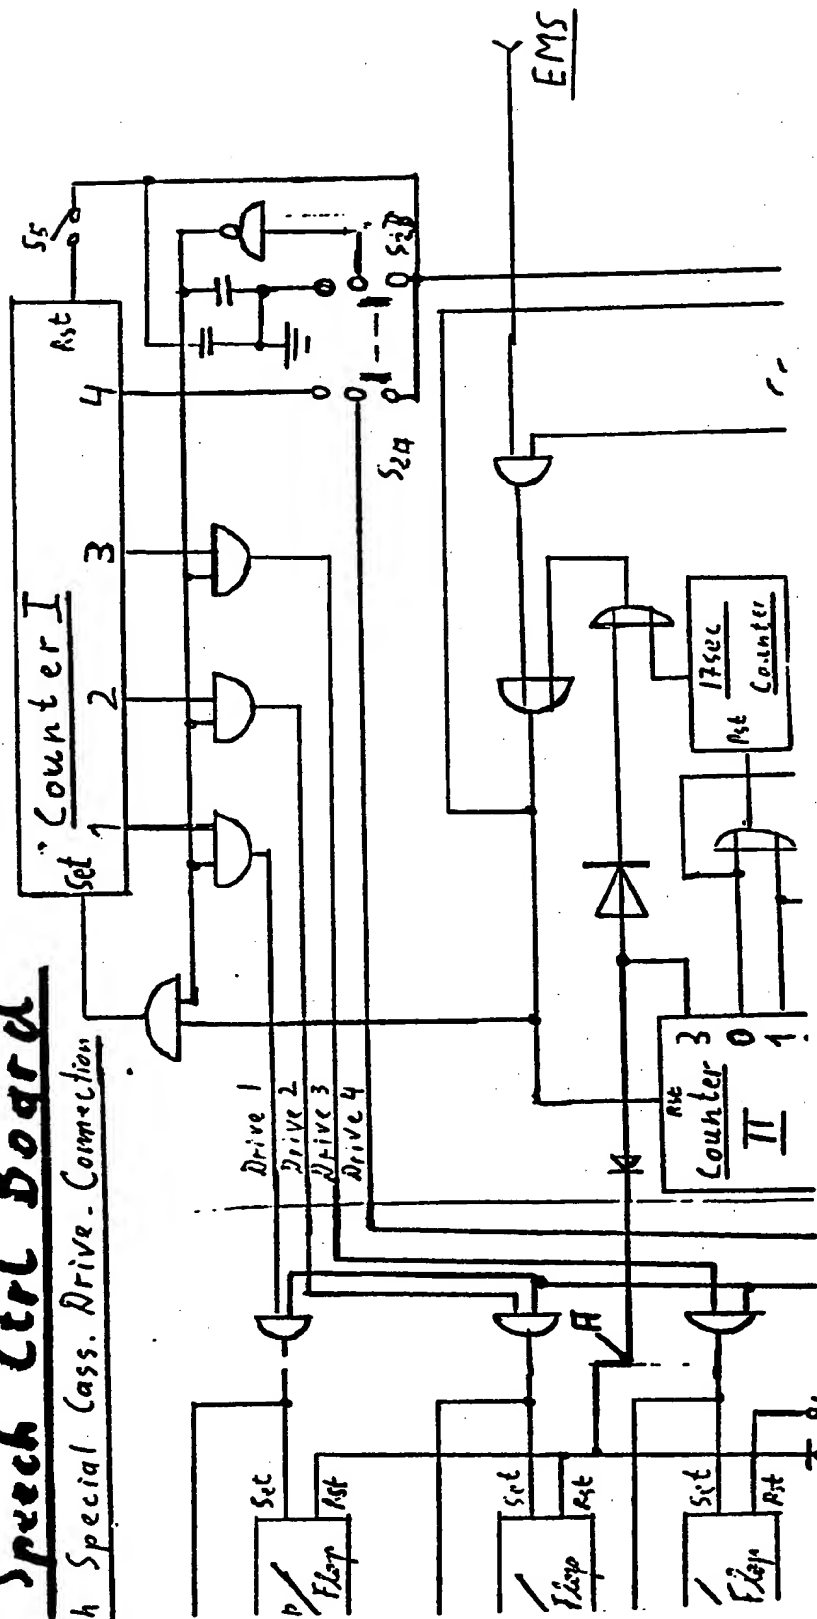 Speech Ctrl Board
h Special Cass. Drive-Connection
"Counter I
Set
1
2
3
4
Rst
S5
S2A
S2B
EMS
Drive 1
Drive 2
Drive 3
Drive 4
17sec
Counter
Rst
Rst
Counter
II
3
0
1
A
Set
Rst
p/
Flop
Set
Rst
/
Flop
Set
Rst
/
Flop